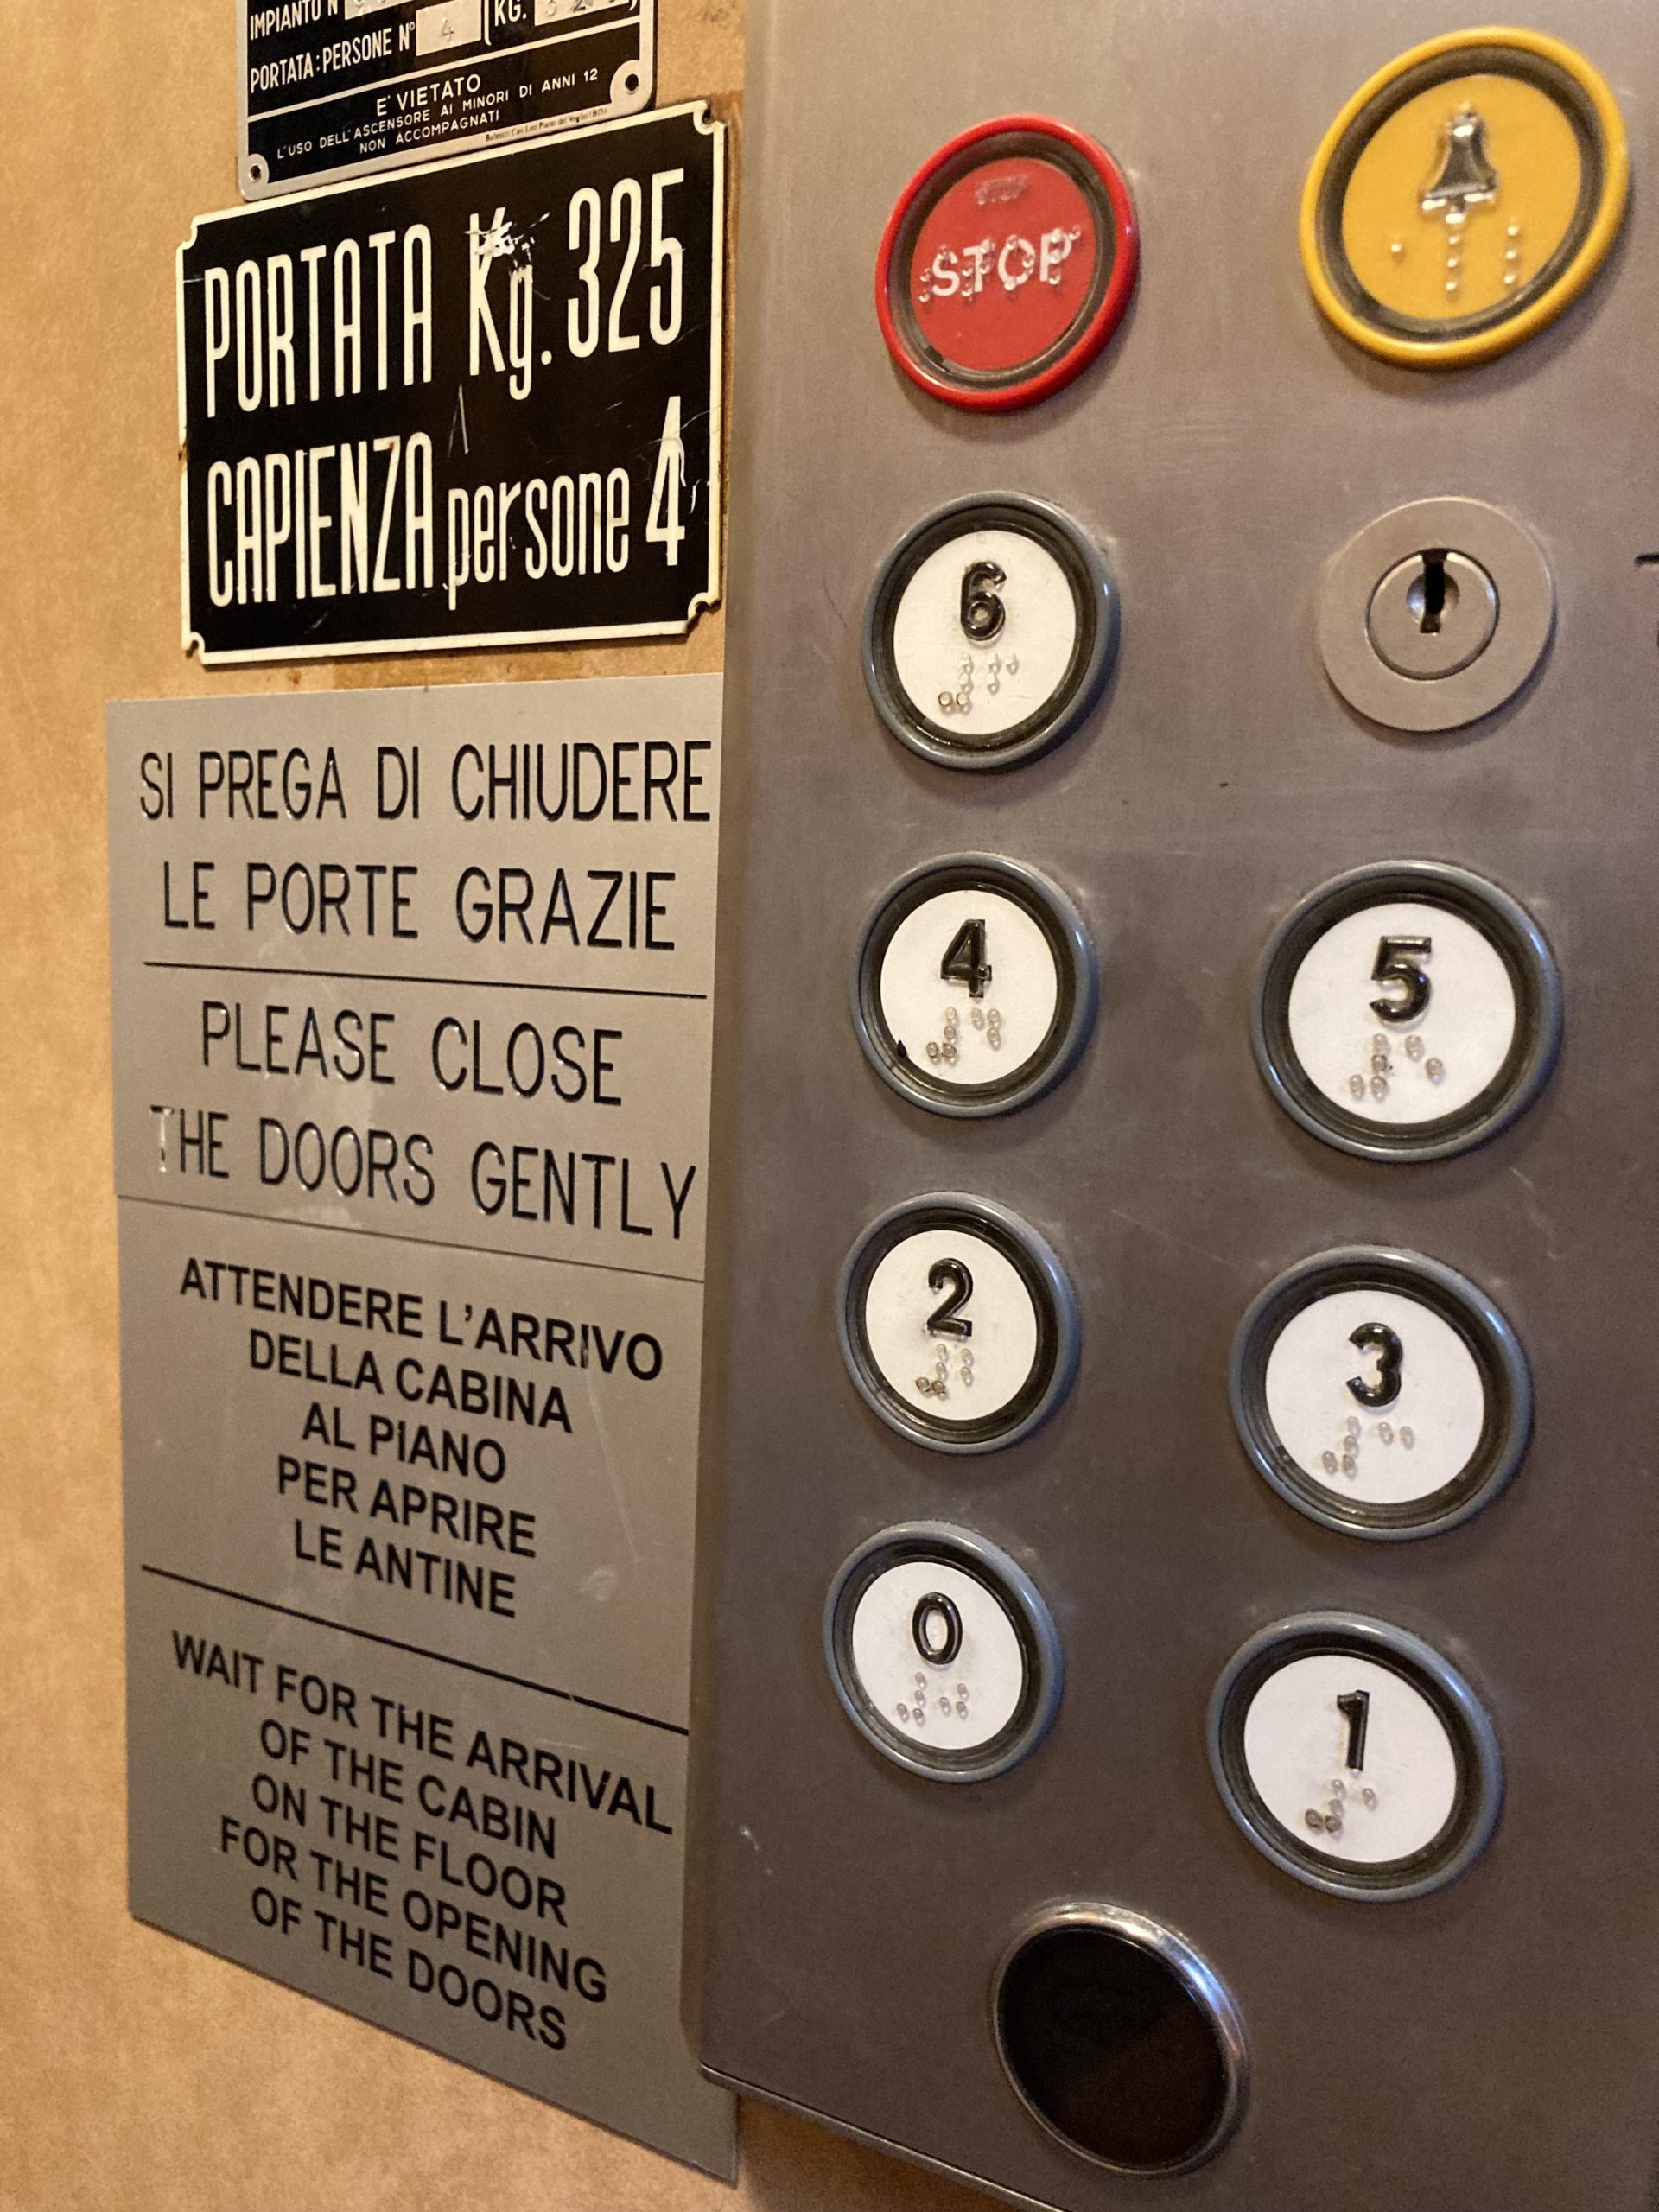 IMPIANTO N
PORTATA: PERSONE N° 4 (KG.
E' VIETATO
L'USO DELL'ASCENSORE AI MINORI DI ANNI 12
NON ACCOMPAGNATI
PORTATA Kg. 325
CAPIENZA persone 4
SI PREGA DI CHIUDERE
LE PORTE GRAZIE
PLEASE CLOSE
THE DOORS GENTLY
ATTENDERE L'ARRIVO
DELLA CABINA
AL PIANO
PER APRIRE
LE ANTINE
WAIT FOR THE ARRIVAL
OF THE CABIN
ON THE FLOOR
FOR THE OPENING
OF THE DOORS
STOP
STOP
6
4
5
2
3
0
1